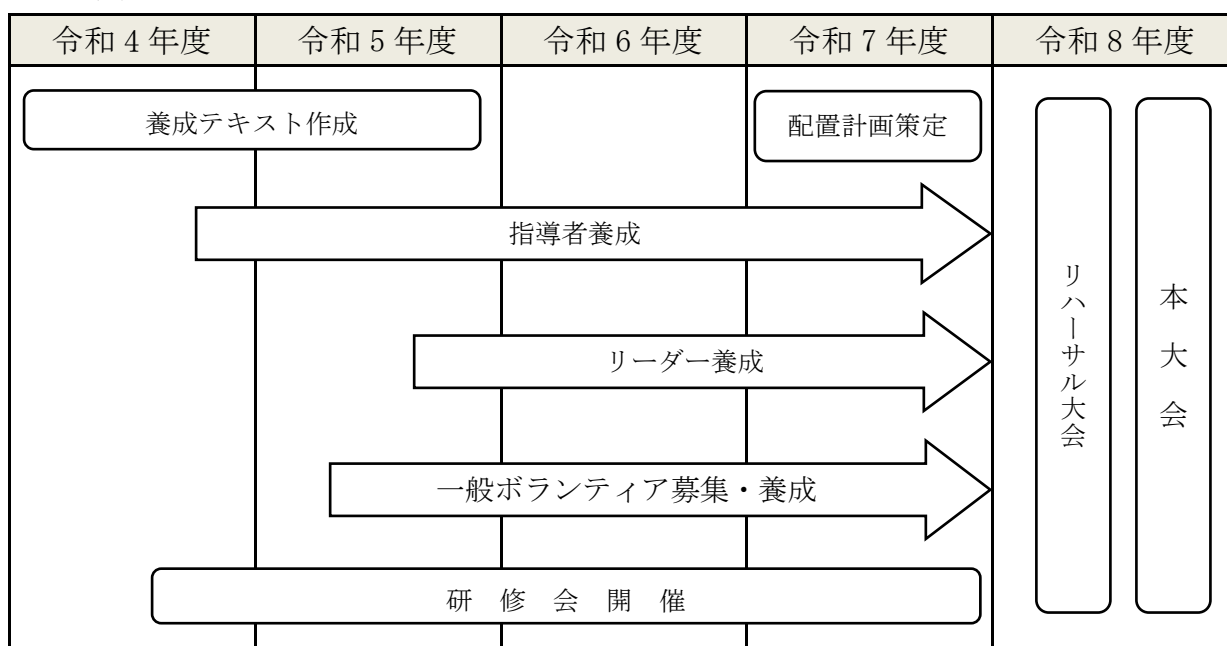 令和4年度 令和5年度 令和6年度 令和7年度 令和8年度
養成テキスト作成
配置計画策定
指導者養成
リーダー養成
一般ボランティア募集・養成
研修会開催
リハーサル大会
本大会